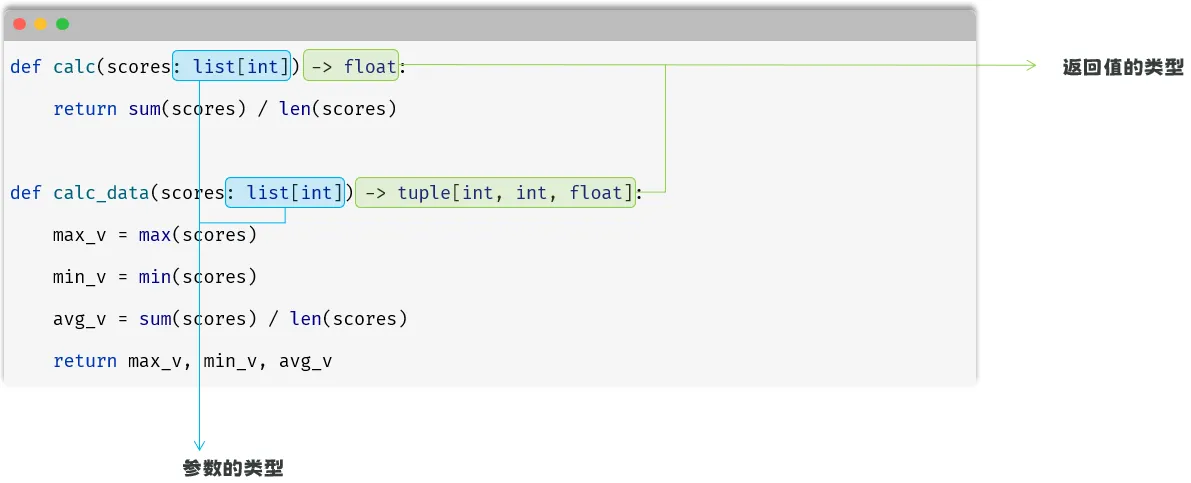 def calc(scores: list[int]) -> float:
返回值的类型
    return sum(scores) / len(scores)
def calc_data(scores: list[int]) -> tuple[int, int, float]:
    max_v = max(scores)
    min_v = min(scores)
    avg_v = sum(scores) / len(scores)
    return max_v, min_v, avg_v
参数的类型